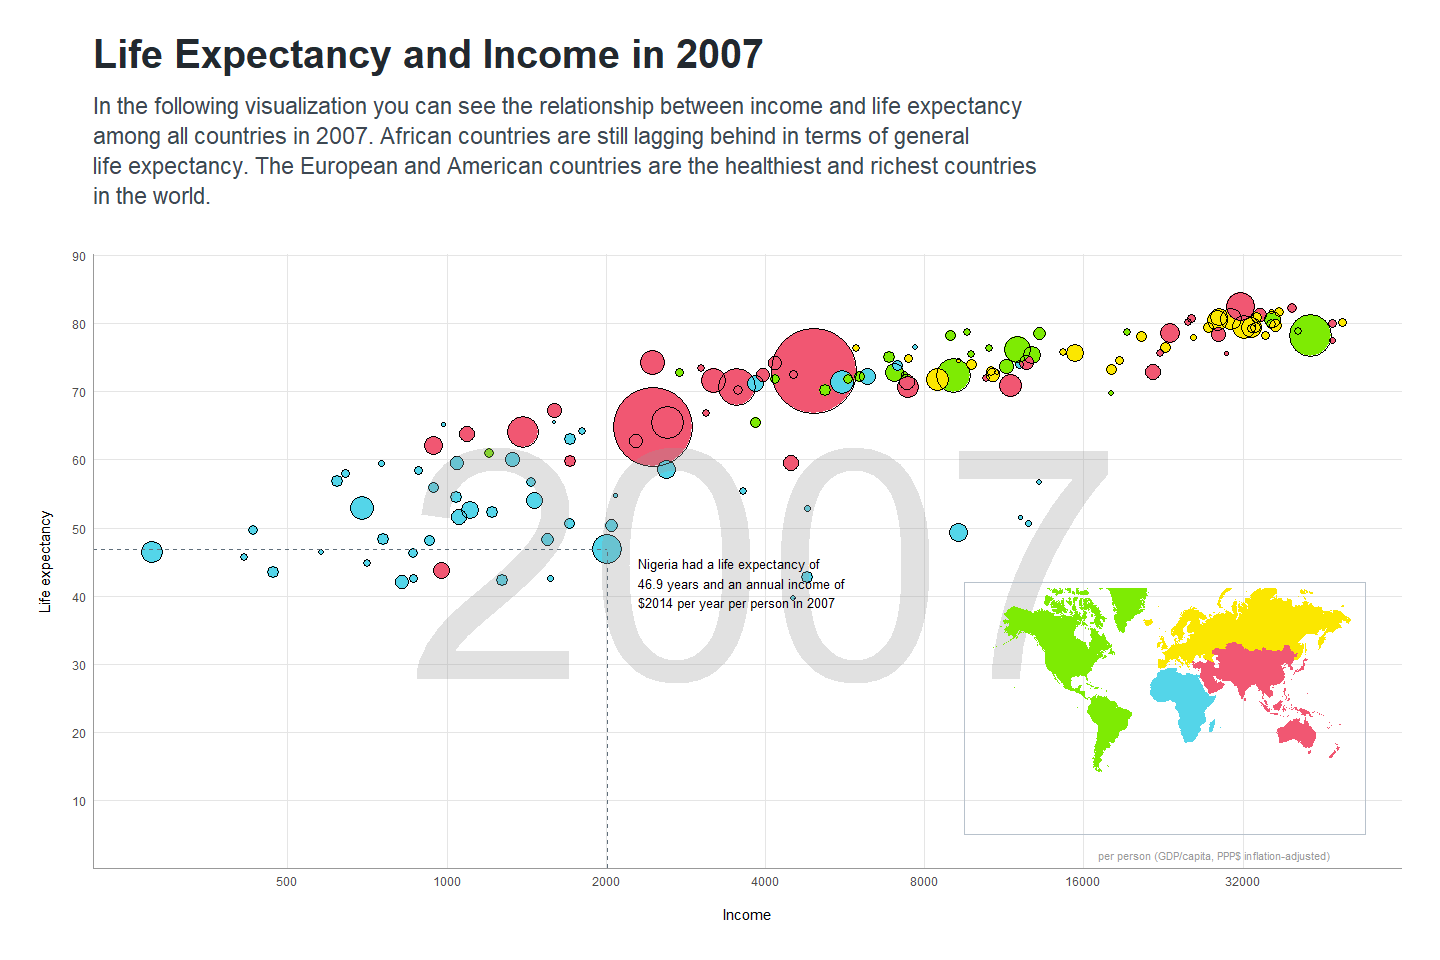 Life Expectancy and Income in 2007
In the following visualization you can see the relationship between income and life expectancy
among all countries in 2007. African countries are still lagging behind in terms of general
life expectancy. The European and American countries are the healthiest and richest countries
in the world.
90
80
70
60
50
40
30
20
10
Life expectancy
2007
Nigeria had a life expectancy of
46.9 years and an annual income of
$2014 per year per person in 2007
per person (GDP/capita, PPP$ inflation-adjusted)
500 1000 2000 4000 8000 16000 32000
Income